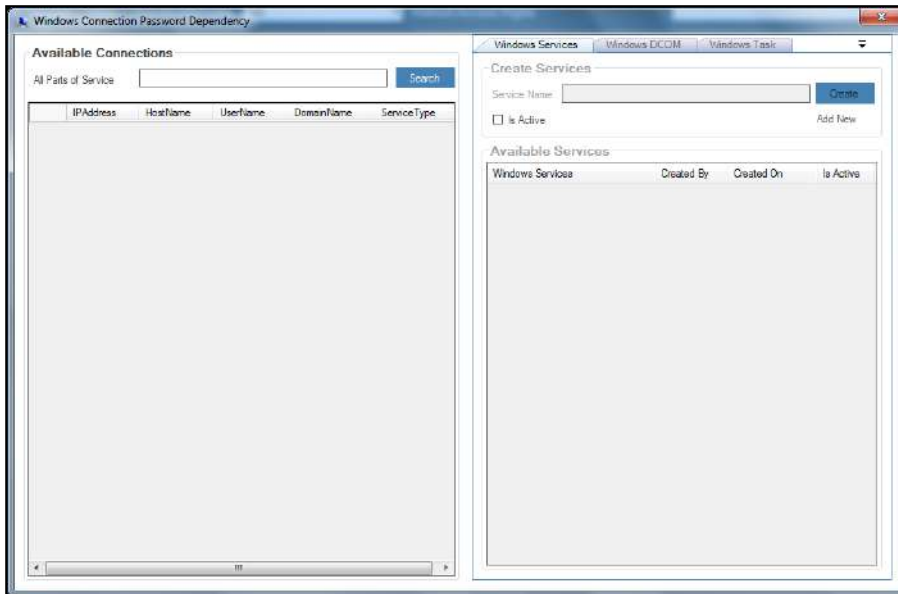 Windows Connection Password Dependency
Available Connections
All Parts of Service
Search
IPAddress HostName UserName DomainName ServiceType
Windows Services Windows DCOM Windows Task
Create Services
Service Name
Create
Is Active
Add New
Available Services
Windows Services Created By Created On Is Active